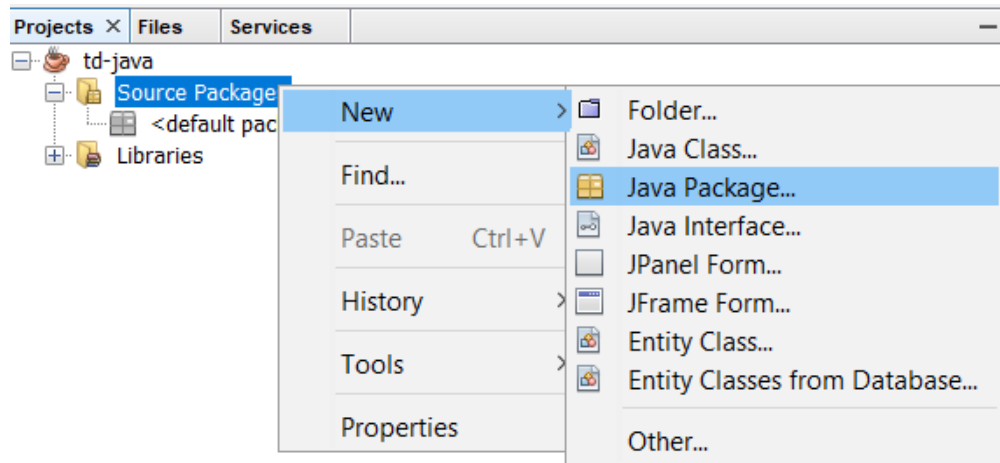 Projects Files Services
td-java
Source Package
<default pac
Libraries
New
Find...
Paste Ctrl+V
History
Tools
Properties
Folder...
Java Class...
Java Package...
Java Interface...
JPanel Form...
JFrame Form...
Entity Class...
Entity Classes from Database...
Other...